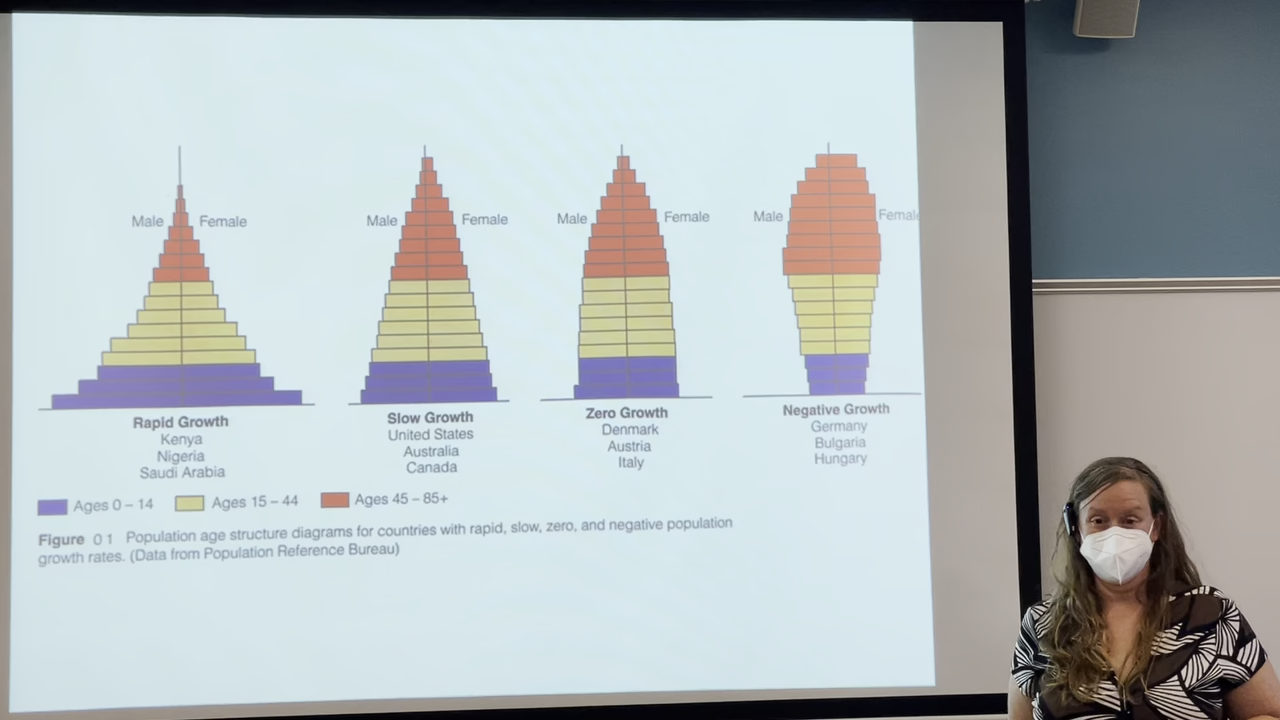 Male Female
Male Female
Male Female
Male Female
Rapid Growth
Kenya
Nigeria
Saudi Arabia
Slow Growth
United States
Australia
Canada
Zero Growth
Denmark
Austria
Italy
Negative Growth
Germany
Bulgaria
Hungary
Ages 0 – 14 Ages 15 – 44 Ages 45 – 85+
Figure 0 1 Population age structure diagrams for countries with rapid, slow, zero, and negative population
growth rates. (Data from Population Reference Bureau)